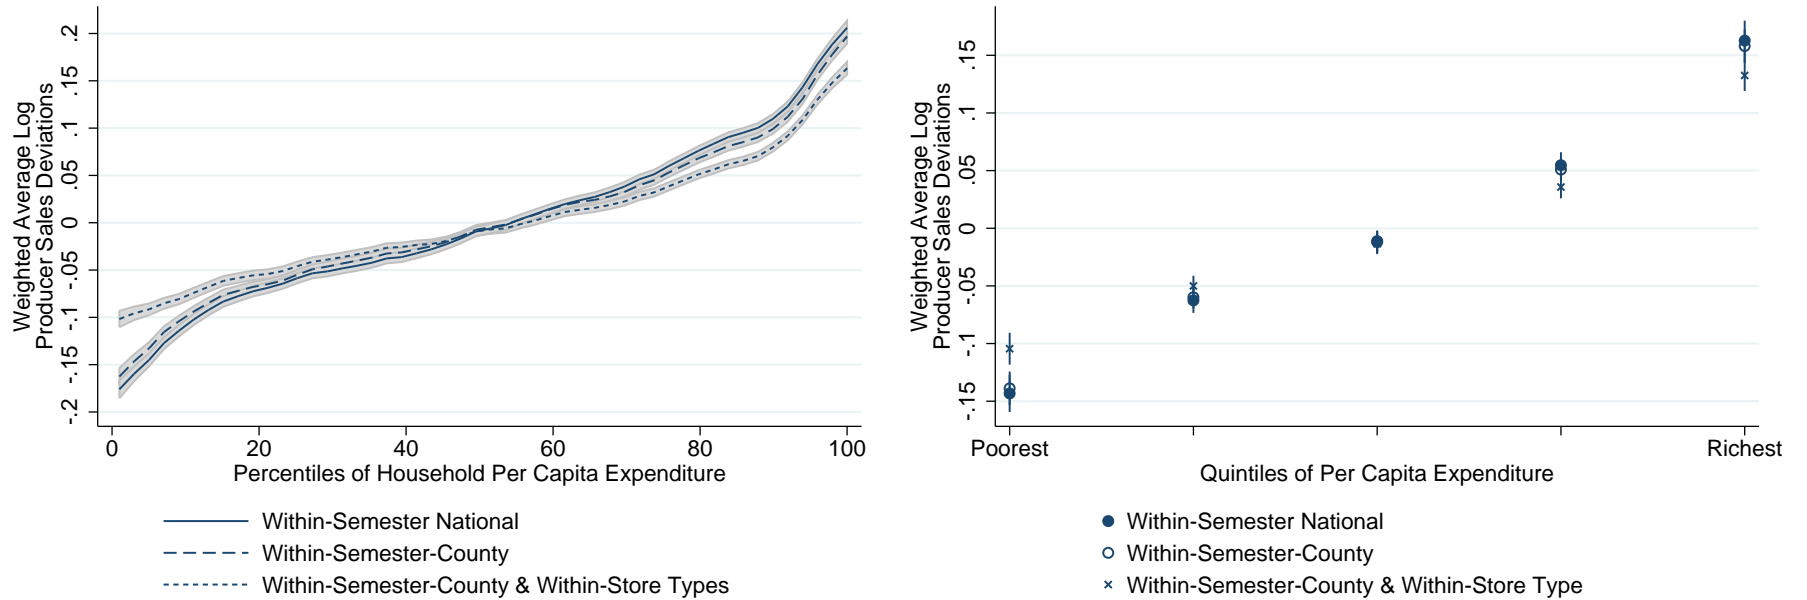 Weighted Average Log
Producer Sales Deviations
.2
.15
.1
.05
0
-.05
-.1
-.15
-.2
0 20 40 60 80 100
Percentiles of Household Per Capita Expenditure
Within-Semester National
Within-Semester-County
Within-Semester-County & Within-Store Types
Weighted Average Log
Producer Sales Deviations
.15
.1
.05
0
-.05
-.1
-.15
Poorest Richest
Quintiles of Per Capita Expenditure
Within-Semester National
Within-Semester-County
Within-Semester-County & Within-Store Type